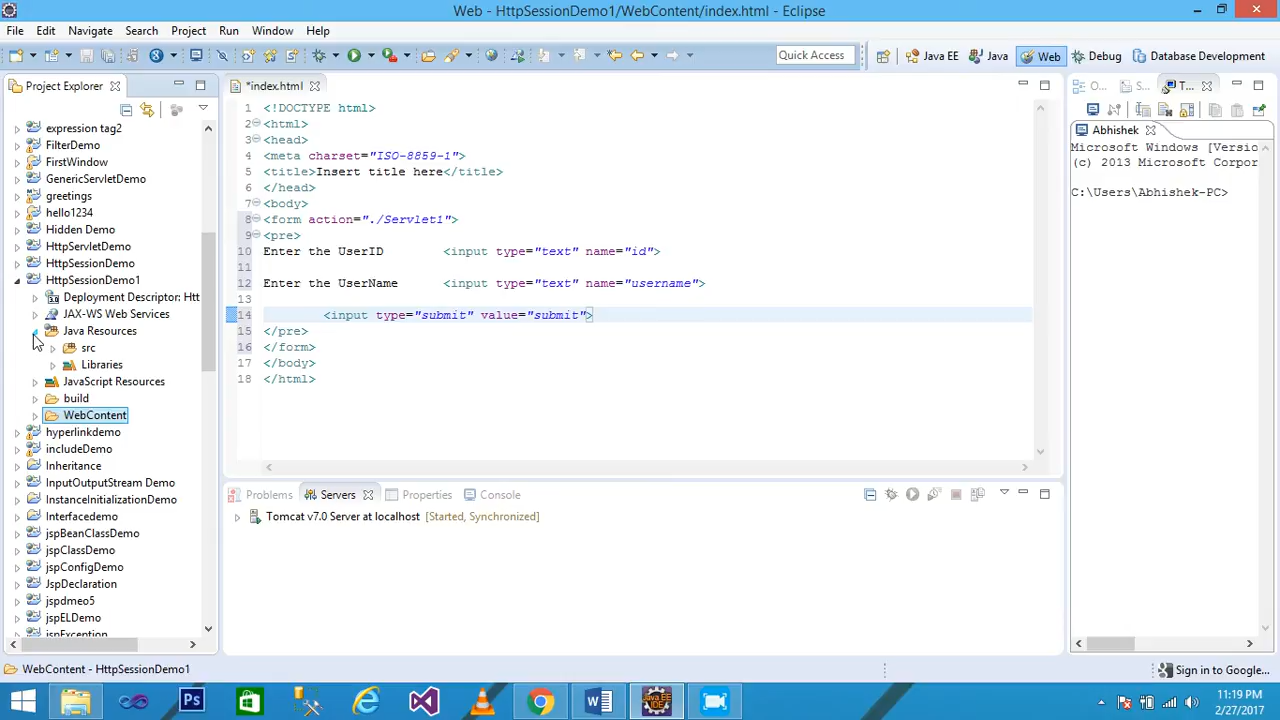 Web - HttpSessionDemo1/WebContent/index.html - Eclipse
File Edit Navigate Search Project Run Window Help
Quick Access
Java EE
Java
Web
Debug
Database Development
Project Explorer
expression tag2
FilterDemo
FirstWindow
GenericServletDemo
greetings
hello1234
Hidden Demo
HttpServletDemo
HttpSessionDemo
HttpSessionDemo1
Deployment Descriptor: Htt
JAX-WS Web Services
Java Resources
src
Libraries
JavaScript Resources
build
WebContent
hyperlinkdemo
includeDemo
Inheritance
InputOutputStream Demo
InstanceInitializationDemo
Interfacedemo
jspBeanClassDemo
jspClassDemo
jspConfigDemo
JspDeclaration
jspdmeo5
jspELDemo
jspException
*index.html
1 <!DOCTYPE html>
2 <html>
3 <head>
4 <meta charset="ISO-8859-1">
5 <title>Insert title here</title>
6 </head>
7 <body>
8 <form action="./Servlet1">
9 <pre>
10 Enter the UserID <input type="text" name="id">
11
12 Enter the UserName <input type="text" name="username">
13
14 <input type="submit" value="submit">
15 </pre>
16 </form>
17 </body>
18 </html>
Problems Servers Properties Console
Tomcat v7.0 Server at localhost [Started, Synchronized]
O... S... T...
Abhishek
Microsoft Windows [Versio
(c) 2013 Microsoft Corpor
C:\Users\Abhishek-PC>
WebContent - HttpSessionDemo1
Sign in to Google...
Ps
Java EE
IDE
11:19 PM
2/27/2017